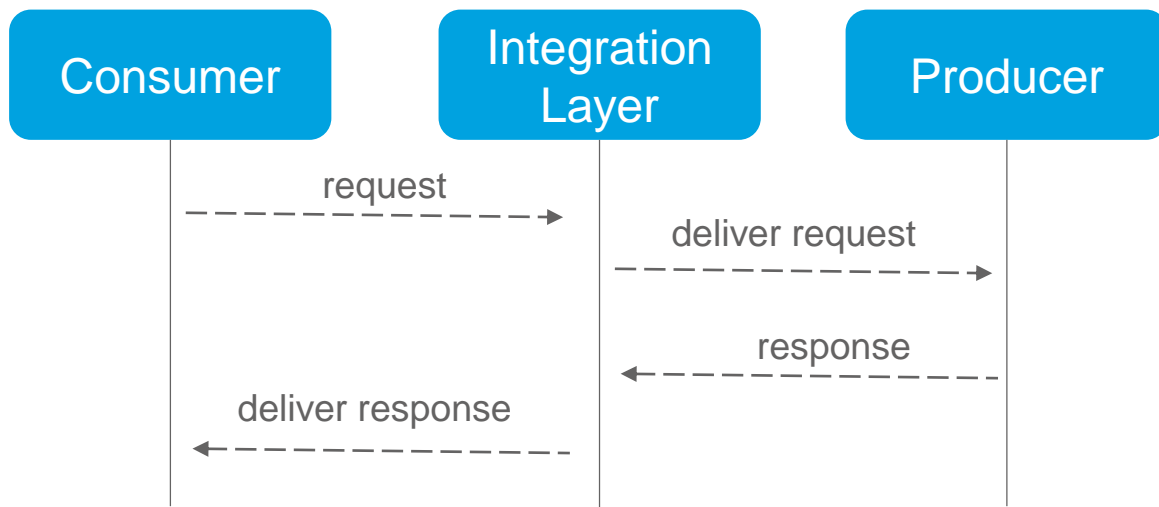 Consumer
Integration
Layer
Producer
request
deliver request
response
deliver response